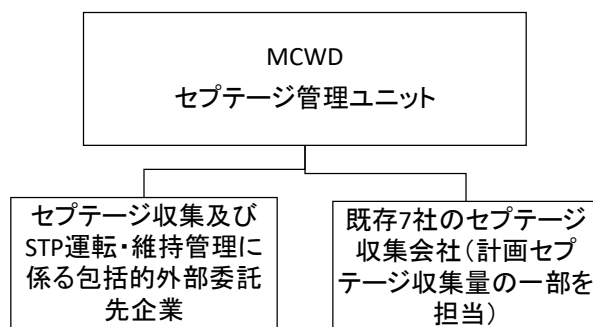 MCWD
セプテージ管理ユニット
セプテージ収集及び
STP運転・維持管理に
係る包括的外部委託
先企業
既存7社のセプテージ
収集会社（計画セプ
テージ収集量の一部を
担当）